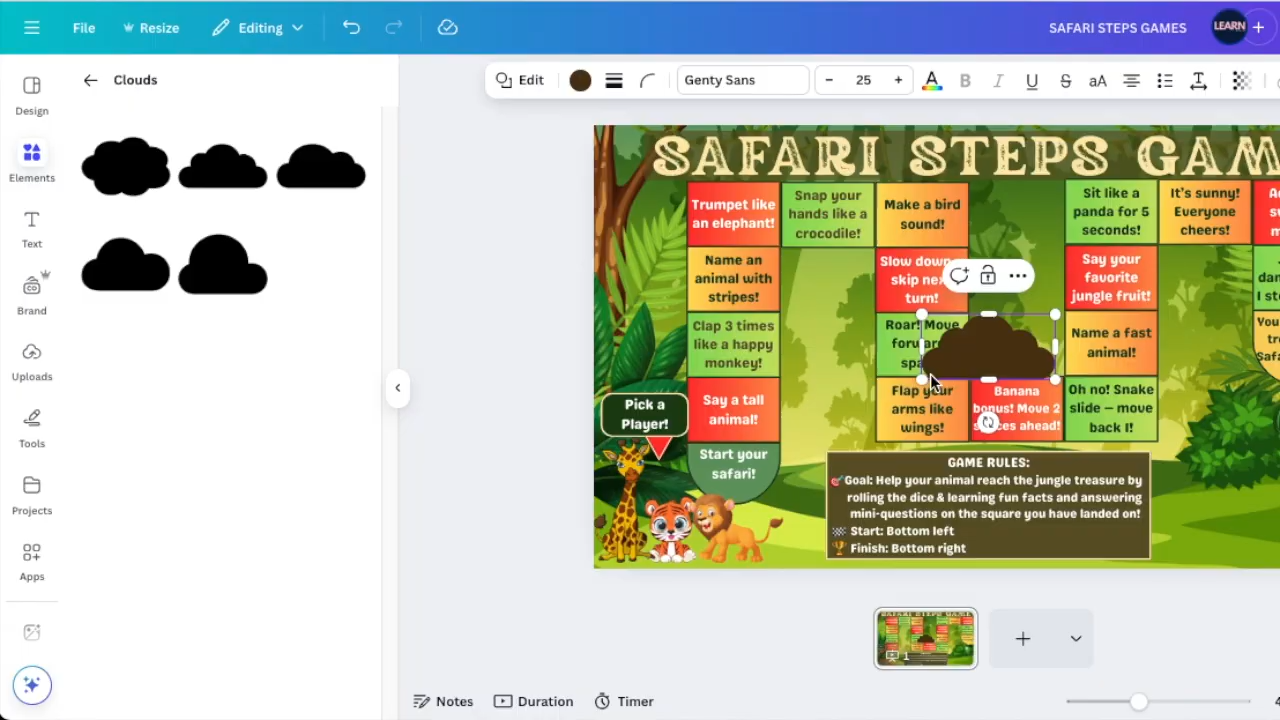 File
Resize
Editing
SAFARI STEPS GAMES
LEARN
Design
Elements
Text
Brand
Uploads
Tools
Projects
Apps
Clouds
Edit
Genty Sans
– 25 +
A B I U S aA
SAFARI STEPS GAM
Trumpet like
an elephant!
Snap your
hands like a
crocodile!
Make a bird
sound!
Sit like a
panda for 5
seconds!
It's sunny!
Everyone
cheers!
Name an
animal with
stripes!
Slow down
skip
turn!
Say your
favorite
jungle fruit!
Clap 3 times
like a happy
monkey!
Roar! Move
Name a fast
animal!
Say a tall
animal!
Flap your
arms like
wings!
Banana
bonus! Move 2
ahead!
Oh no! Snake
slide – move
back 1!
Pick a
Player!
Start your
safari!
GAME RULES:
Goal: Help your animal reach the jungle treasure by
rolling the dice & learning fun facts and answering
mini-questions on the square you have landed on!
Start: Bottom left
Finish: Bottom right
1
Notes
Duration
Timer